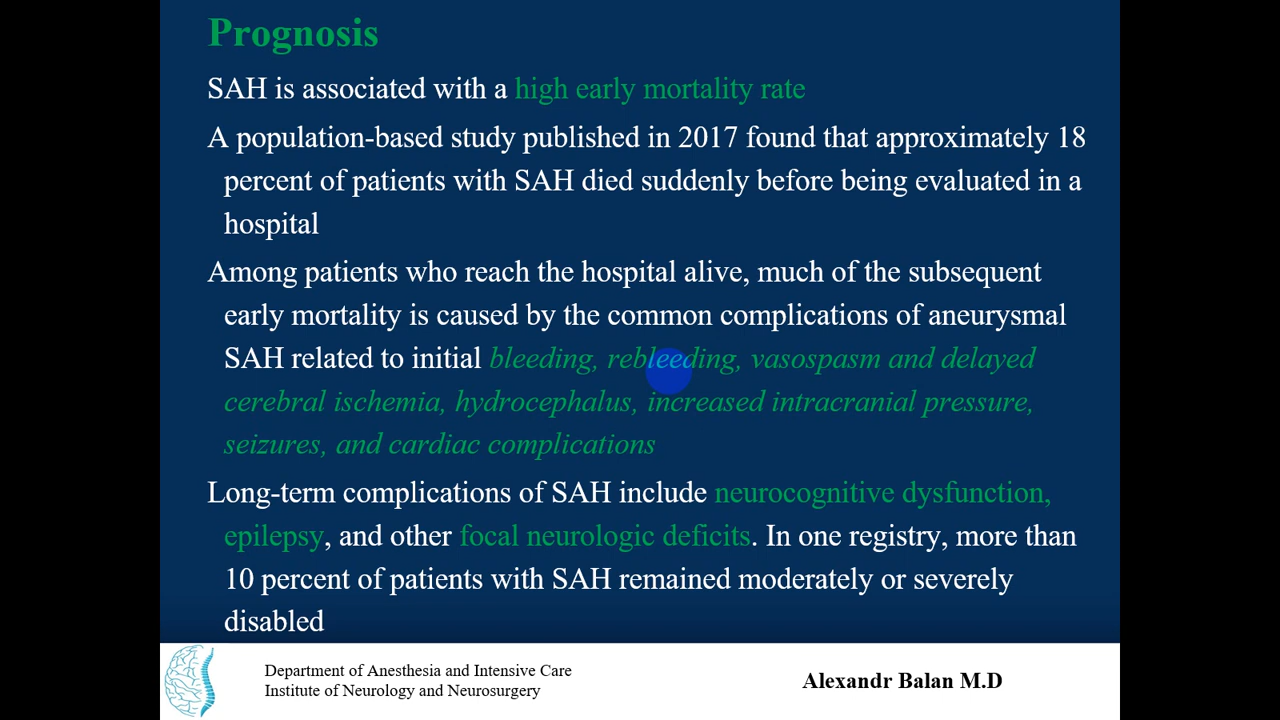 Prognosis
SAH is associated with a high early mortality rate
A population-based study published in 2017 found that approximately 18
percent of patients with SAH died suddenly before being evaluated in a
hospital
Among patients who reach the hospital alive, much of the subsequent
early mortality is caused by the common complications of aneurysmal
SAH related to initial bleeding, rebleeding, vasospasm and delayed
cerebral ischemia, hydrocephalus, increased intracranial pressure,
seizures, and cardiac complications
Long-term complications of SAH include neurocognitive dysfunction,
epilepsy, and other focal neurologic deficits. In one registry, more than
10 percent of patients with SAH remained moderately or severely
disabled
Department of Anesthesia and Intensive Care
Institute of Neurology and Neurosurgery
Alexandr Balan M.D